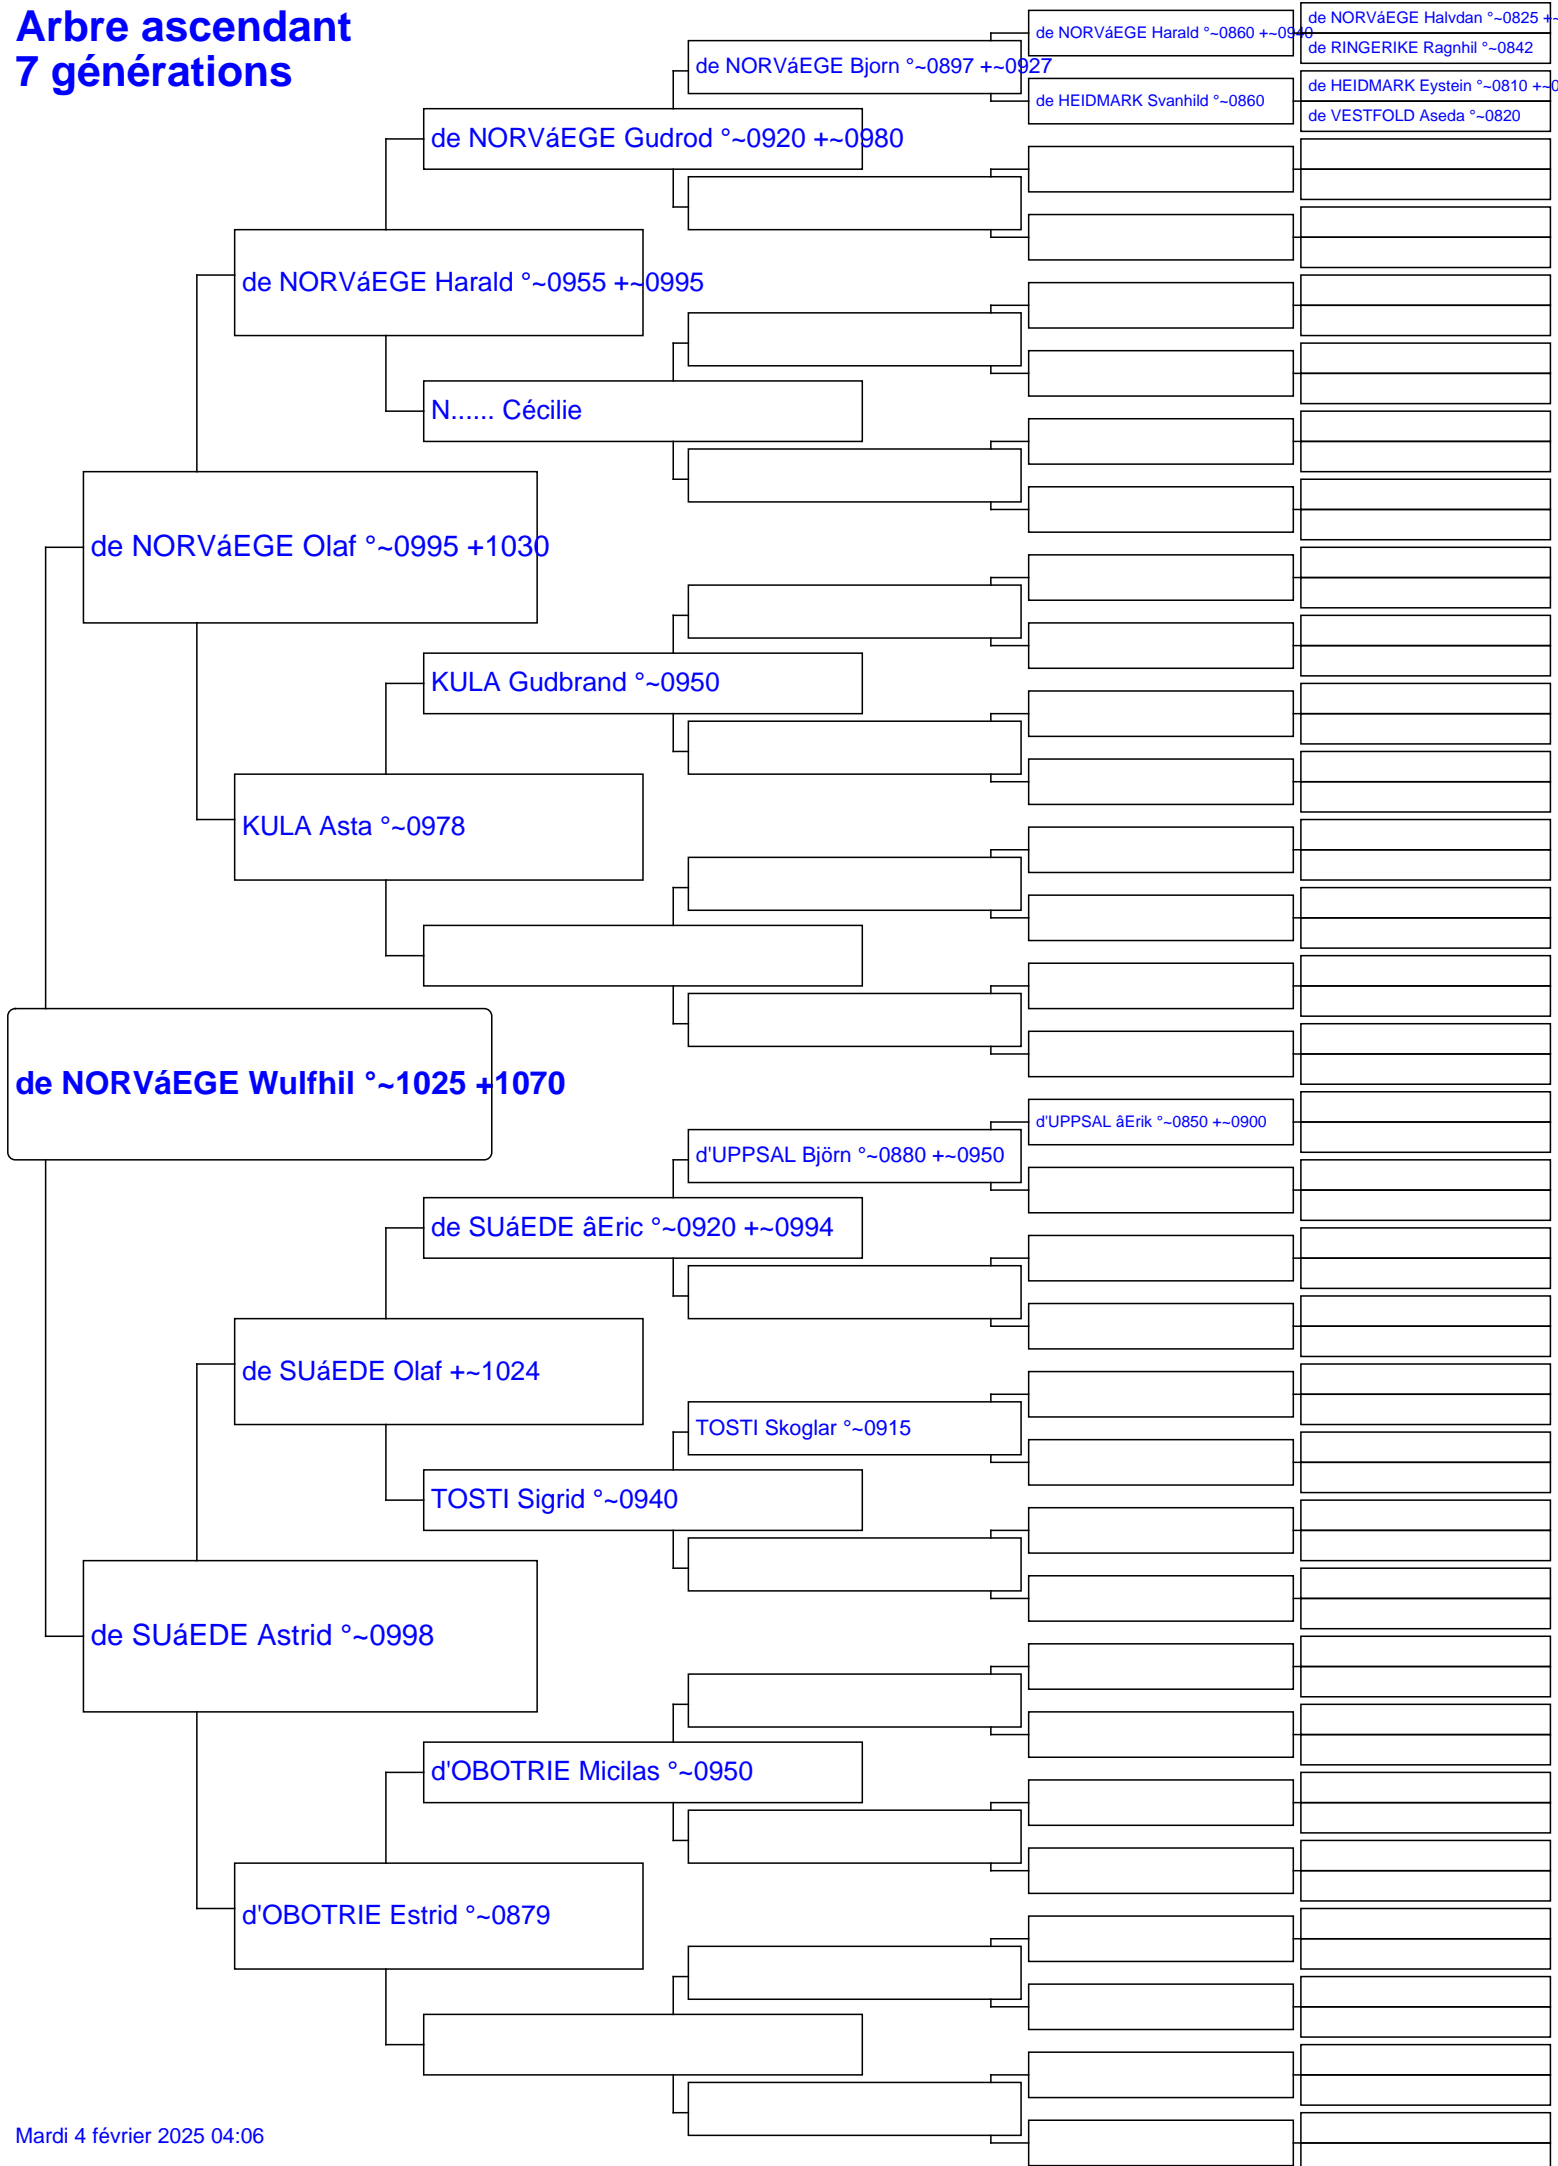 Arbre ascendant
7 générations
de NORVáEGE Halvdan °~0825 +~
de NORVáEGE Harald °~0860 +~0940
de RINGERIKE Ragnhil °~0842
de NORVáEGE Bjorn °~0897 +~0927
de HEIDMARK Eystein °~0810 +~0
de HEIDMARK Svanhild °~0860
de VESTFOLD Aseda °~0820
de NORVáEGE Gudrod °~0920 +~0980
de NORVáEGE Harald °~0955 +~0995
N...... Cécilie
de NORVáEGE Olaf °~0995 +1030
KULA Gudbrand °~0950
KULA Asta °~0978
de NORVáEGE Wulfhil °~1025 +1070
d'UPPSAL âErik °~0850 +~0900
d'UPPSAL Björn °~0880 +~0950
de SUáEDE âEric °~0920 +~0994
de SUáEDE Olaf +~1024
TOSTI Skoglar °~0915
TOSTI Sigrid °~0940
de SUáEDE Astrid °~0998
d'OBOTRIE Micilas °~0950
d'OBOTRIE Estrid °~0879
Mardi 4 février 2025 04:06